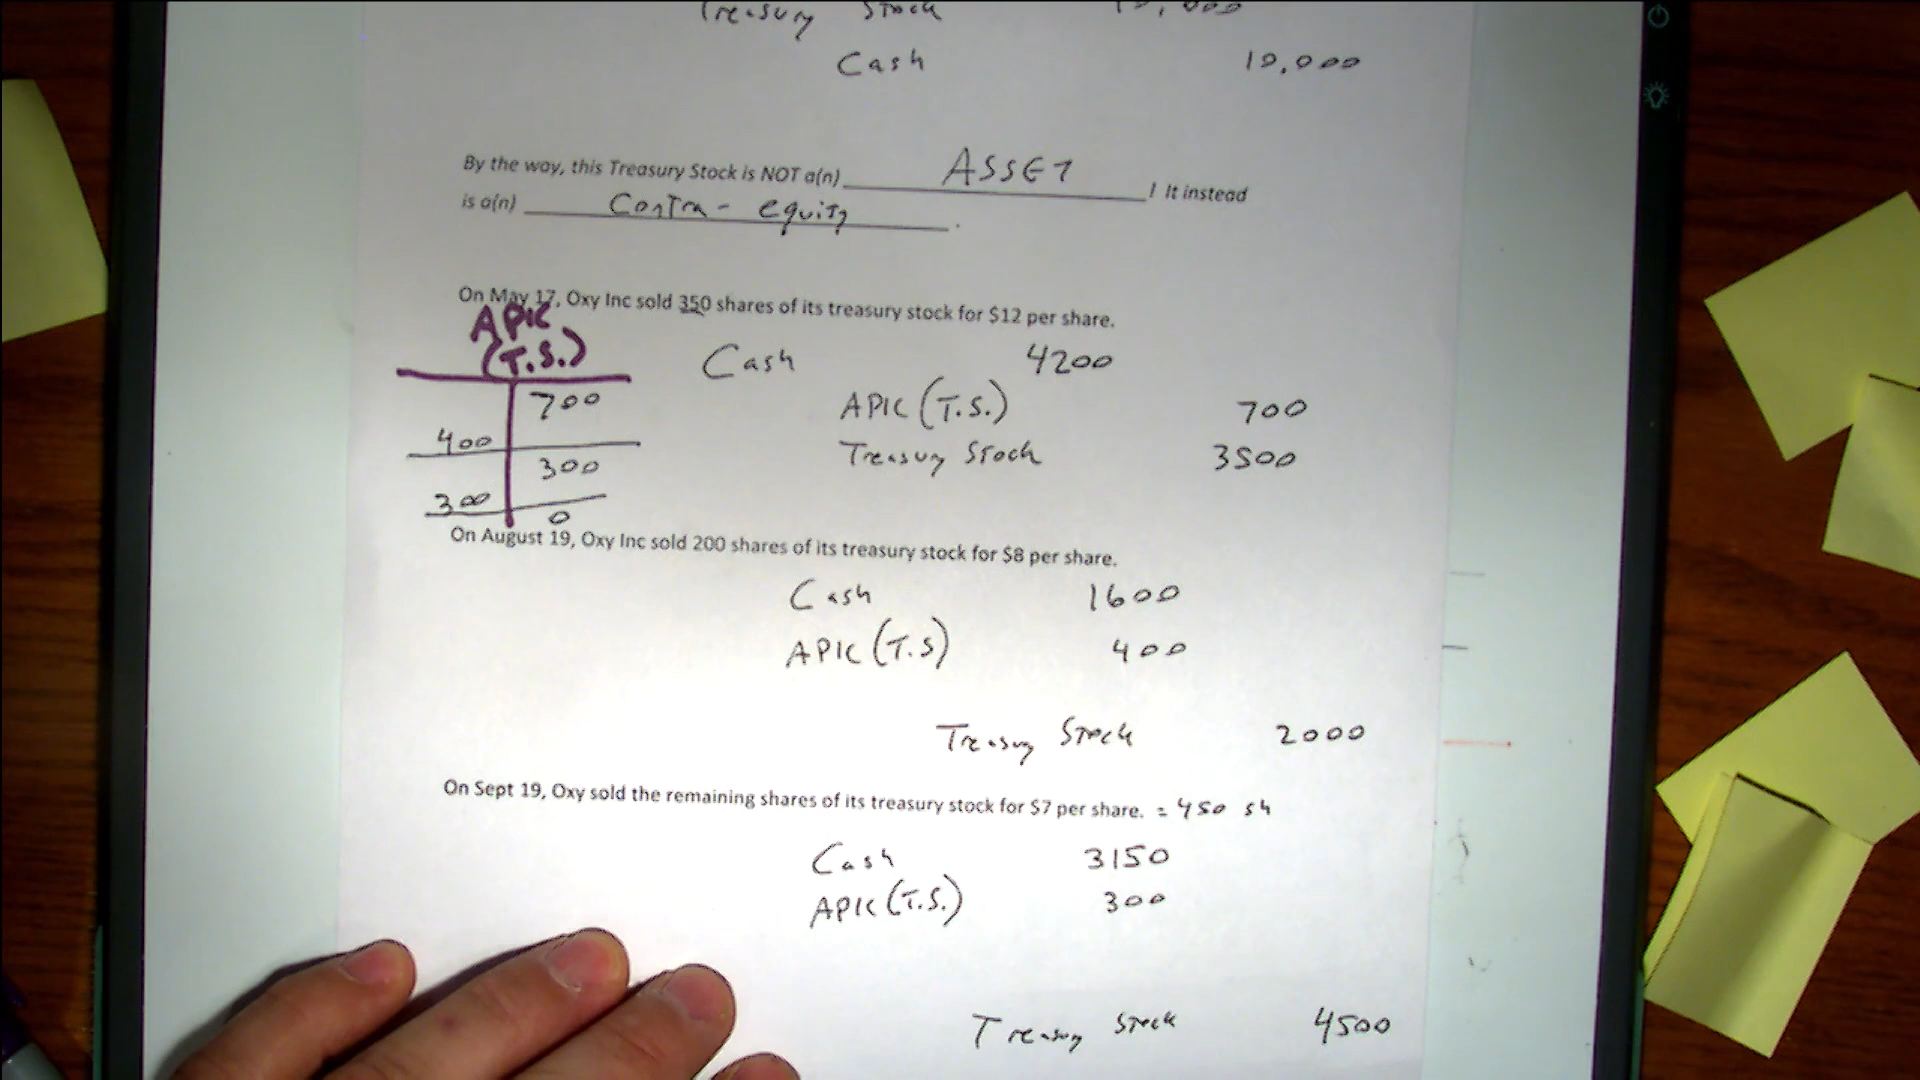 Treasury Stock 10,000
Cash 10,000
By the way, this Treasury Stock is NOT a(n) ASSET ! It instead
is a(n) Contra - equity .
On May 17, Oxy Inc sold 350 shares of its treasury stock for $12 per share.
APIC
(T.S.)
700
400
300
300
0
Cash 4200
APIC (T.S.) 700
Treasury Stock 3500
On August 19, Oxy Inc sold 200 shares of its treasury stock for $8 per share.
Cash 1600
APIC (T.S) 400
Treasury Stock 2000
On Sept 19, Oxy sold the remaining shares of its treasury stock for $7 per share. = 450 sh
Cash 3150
APIC (T.S.) 300
Treasury Stock 4500